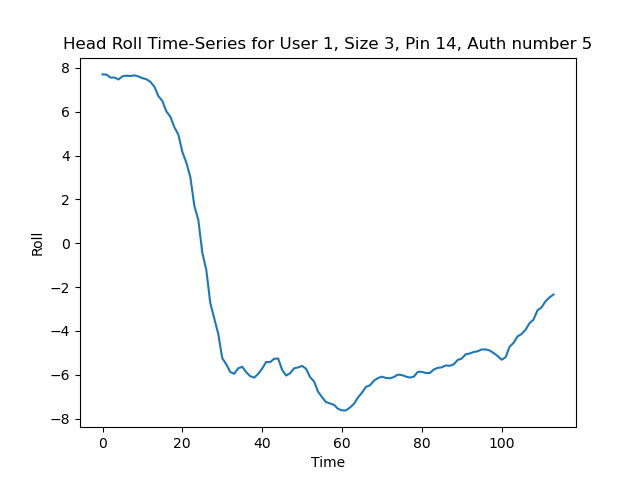 Head Roll Time-Series for User 1, Size 3, Pin 14, Auth number 5
8
6
4
2
0
−2
−4
−6
−8
Roll
0 20 40 60 80 100
Time